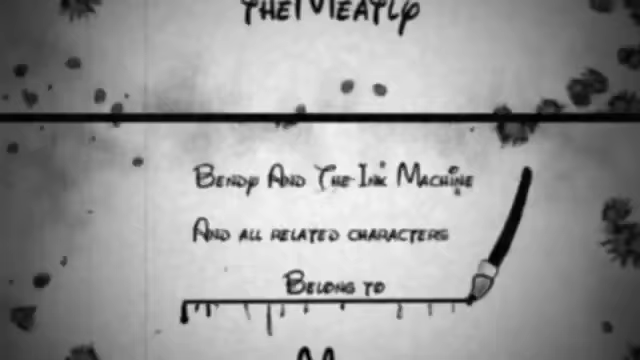 TheMeatly
Bendy And The Ink Machine
And all related characters
Belong to